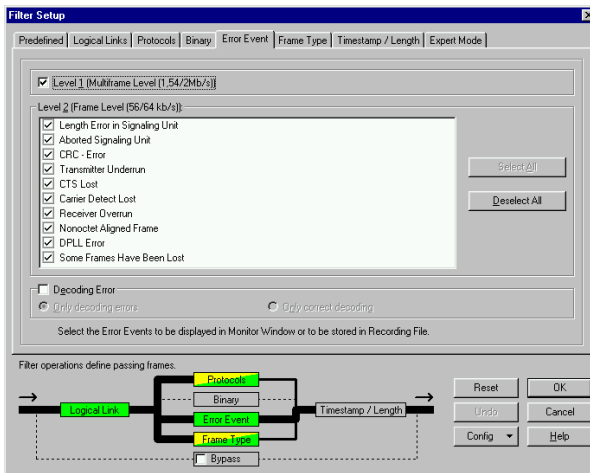 Filter Setup
Predefined Logical Links Protocols Binary Error Event Frame Type Timestamp / Length Expert Mode
Level 1 (Multiframe Level (1,54/2Mb/s))
Level 2 (Frame Level (56/64 kb/s)):
Length Error in Signaling Unit
Aborted Signaling Unit
CRC - Error
Transmitter Underrun
CTS Lost
Carrier Detect Lost
Receiver Overrun
Nonoctet Aligned Frame
DPLL Error
Some Frames Have Been Lost
Select All
Deselect All
Decoding Error
Only decoding errors
Only correct decoding
Select the Error Events to be displayed in Monitor Window or to be stored in Recording File.
Filter operations define passing frames.
Logical Link
Protocols
Binary
Error Event
Frame Type
Bypass
Timestamp / Length
Reset
OK
Undo
Cancel
Config
Help